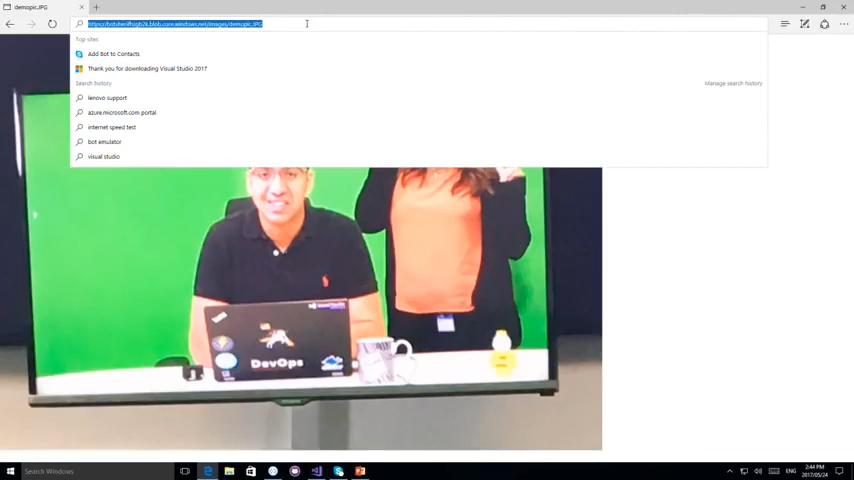 demopic.JPG
https://botsheriffsigb2k.blob.core.windows.net/images/demopic.JPG
Top sites
Add Bot to Contacts
Thank you for downloading Visual Studio 2017
Search history
Manage search history
lenovo support
azure.microsoft.com portal
internet speed test
bot emulator
visual studio
DevOps
Search Windows
ENG
2:44 PM
2017/05/24